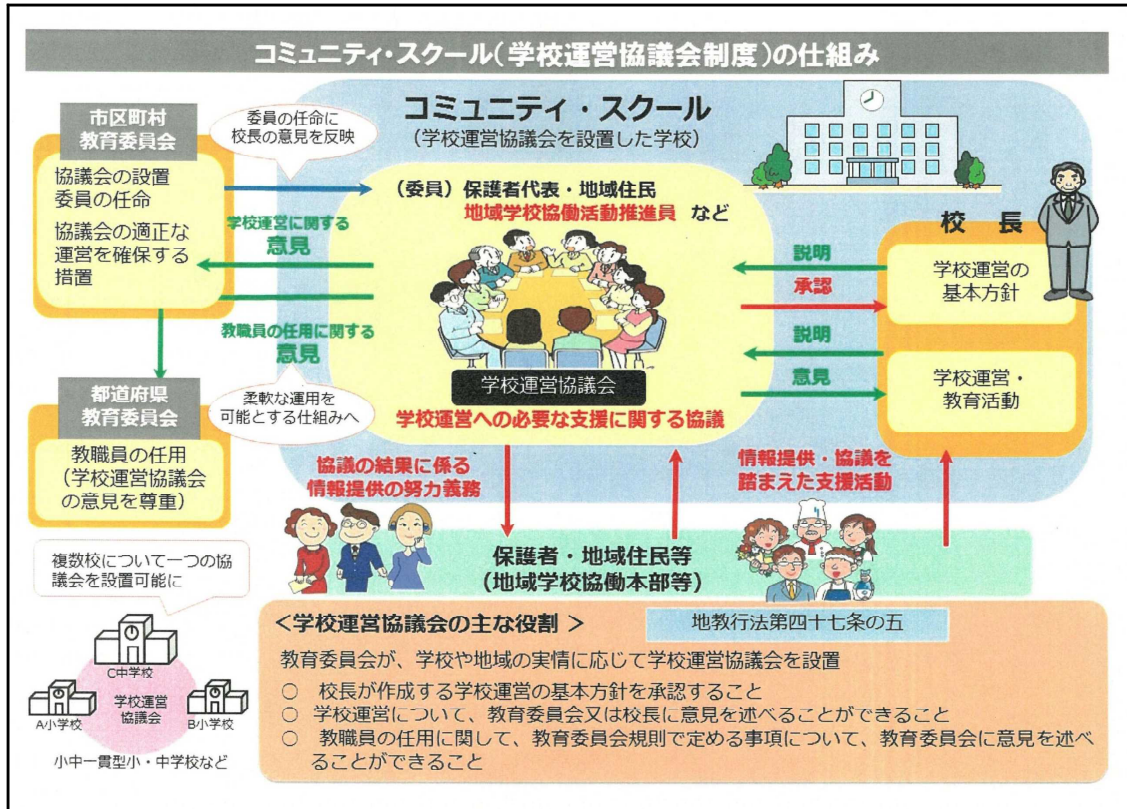 コミュニティ・スクール(学校運営協議会制度)の仕組み
市区町村
教育委員会
協議会の設置
委員の任命
協議会の適正な
運営を確保する
措置
委員の任命に
校長の意見を反映
コミュニティ・スクール
(学校運営協議会を設置した学校)
(委員)保護者代表・地域住民
地域学校協働活動推進員 など
学校運営に関する
意見
教職員の任用に関する
意見
学校運営協議会
学校運営への必要な支援に関する協議
校 長
説明
承認
学校運営の
基本方針
説明
意見
学校運営・
教育活動
都道府県
教育委員会
柔軟な運用を
可能とする仕組みへ
教職員の任用
(学校運営協議会
の意見を尊重)
協議の結果に係る
情報提供の努力義務
情報提供・協議を
踏まえた支援活動
保護者・地域住民等
(地域学校協働本部等)
複数校について一つの協
議会を設置可能に
C中学校
学校運営
協議会
A小学校
B小学校
小中一貫型小・中学校など
<学校運営協議会の主な役割 >
地教行法第四十七条の五
教育委員会が、学校や地域の実情に応じて学校運営協議会を設置
○ 校長が作成する学校運営の基本方針を承認すること
○ 学校運営について、教育委員会又は校長に意見を述べることができること
○ 教職員の任用に関して、教育委員会規則で定める事項について、教育委員会に意見を述べ
ることができること